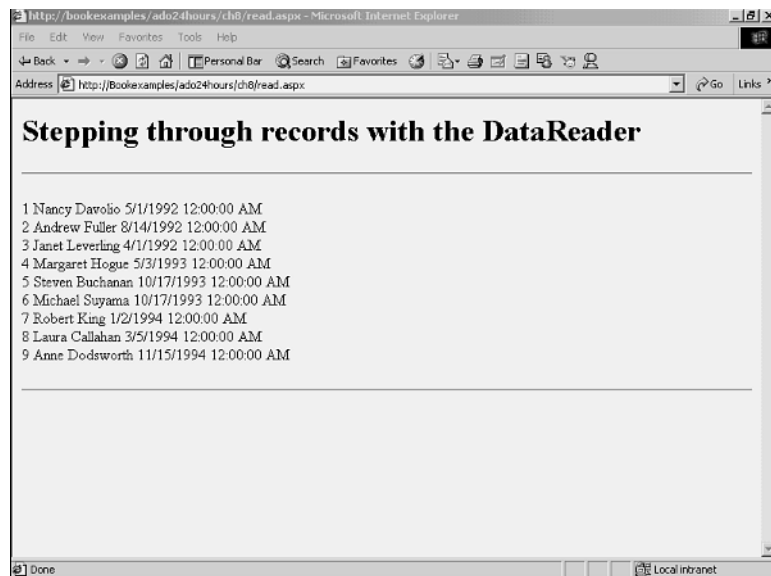 http://bookexamples/ado24hours/ch8/read.aspx - Microsoft Internet Explorer
File Edit View Favorites Tools Help
Back Personal Bar Search Favorites
Address http://Bookexamples/ado24hours/ch8/read.aspx Go Links
Stepping through records with the DataReader
1 Nancy Davolio 5/1/1992 12:00:00 AM
2 Andrew Fuller 8/14/1992 12:00:00 AM
3 Janet Leverling 4/1/1992 12:00:00 AM
4 Margaret Hogue 5/3/1993 12:00:00 AM
5 Steven Buchanan 10/17/1993 12:00:00 AM
6 Michael Suyama 10/17/1993 12:00:00 AM
7 Robert King 1/2/1994 12:00:00 AM
8 Laura Callahan 3/5/1994 12:00:00 AM
9 Anne Dodsworth 11/15/1994 12:00:00 AM
Done Local intranet